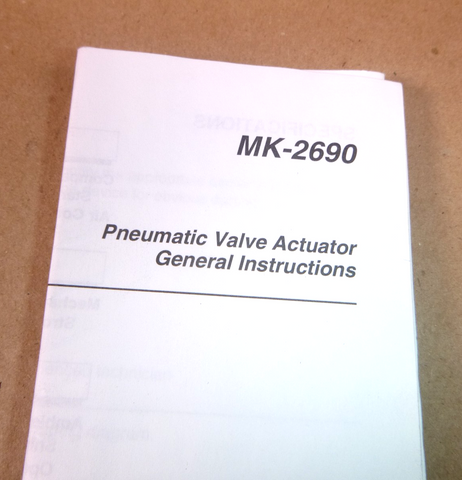 MK-2690
Pneumatic Valve Actuator
General Instructions